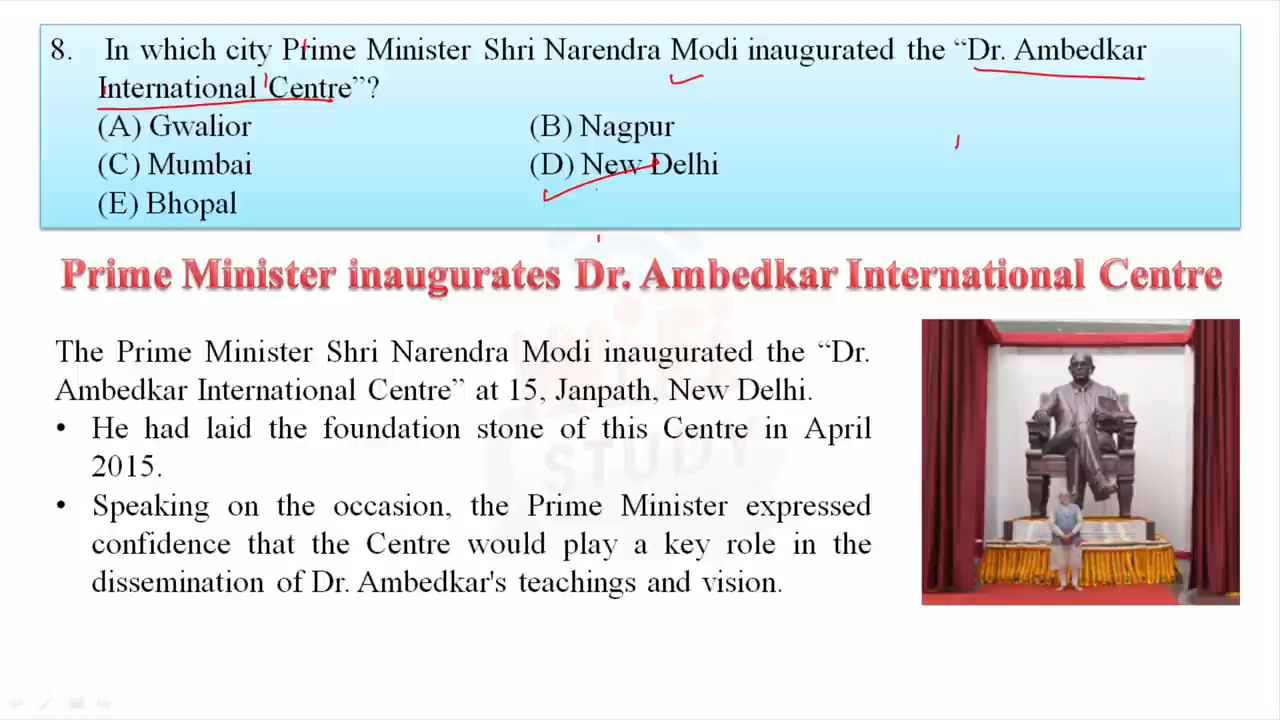 8. In which city Prime Minister Shri Narendra Modi inaugurated the “Dr. Ambedkar
International Centre”?
(A) Gwalior (B) Nagpur
(C) Mumbai (D) New Delhi
(E) Bhopal
Prime Minister inaugurates Dr. Ambedkar International Centre
The Prime Minister Shri Narendra Modi inaugurated the “Dr.
Ambedkar International Centre” at 15, Janpath, New Delhi.
• He had laid the foundation stone of this Centre in April
2015.
• Speaking on the occasion, the Prime Minister expressed
confidence that the Centre would play a key role in the
dissemination of Dr. Ambedkar's teachings and vision.
STUDY